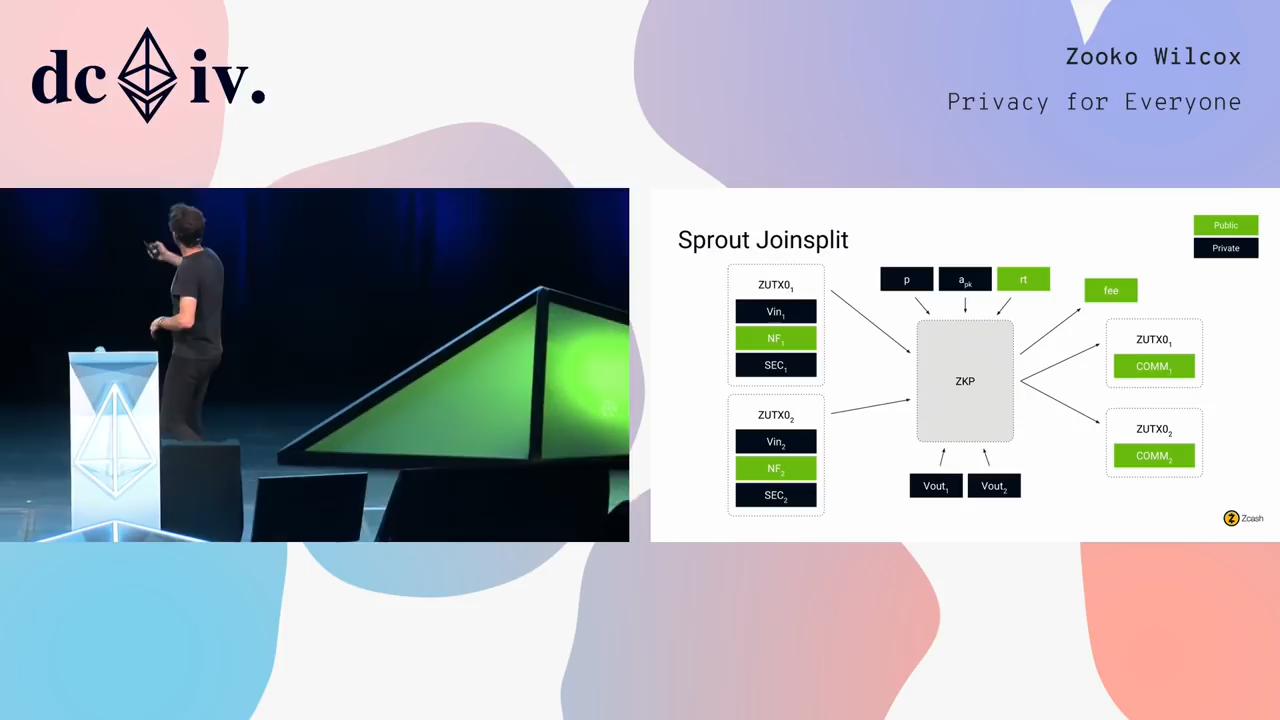 dc iv.
Zooko Wilcox
Privacy for Everyone
Sprout Joinsplit
Public
Private
ZUTXO₁
Vin₁
NF₁
SEC₁
ZUTXO₂
Vin₂
NF₂
SEC₂
p
aₚₖ
rt
ZKP
Vout₁
Vout₂
fee
ZUTXO₁
COMM₁
ZUTXO₂
COMM₂
Zcash